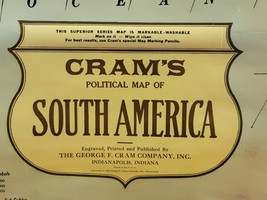 OCEAN
THIS SUPERIOR SERIES MAP IS MARKABLE-WASHABLE
Mark on it — Wipe it clean
For best results, use Cram's special Map Marking Pencils.
CRAM'S
POLITICAL MAP OF
SOUTH AMERICA
Engraved, Printed and Published By
THE GEORGE F. CRAM COMPANY, INC.
INDIANAPOLIS, INDIANA